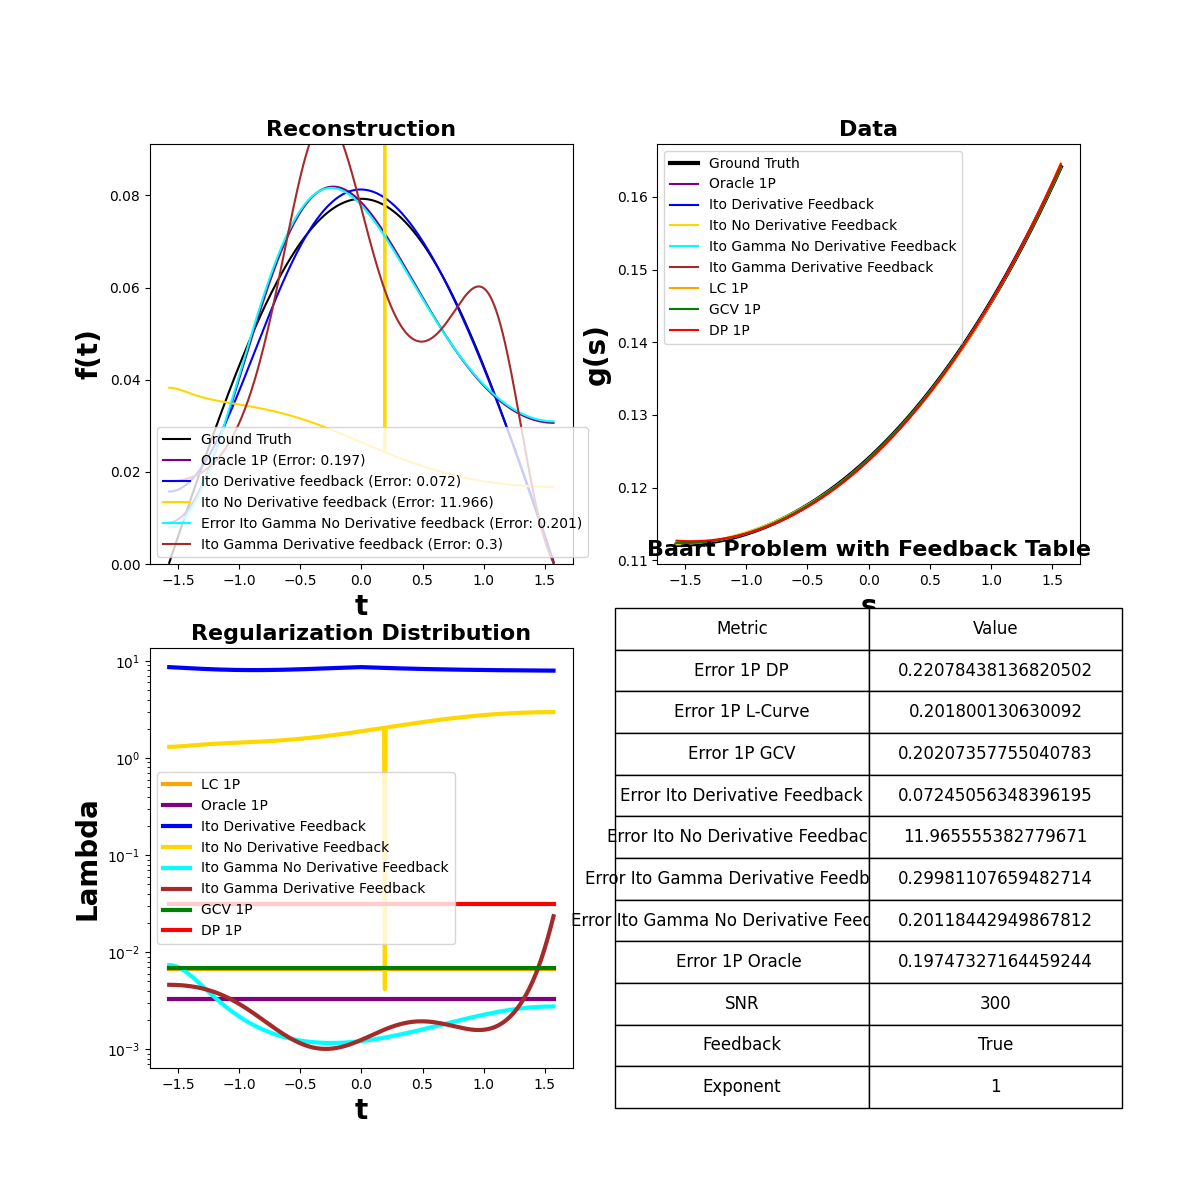 Reconstruction
f(t)
0.08
0.06
0.04
0.02
0.00
Ground Truth
Oracle 1P (Error: 0.197)
Ito Derivative feedback (Error: 0.072)
Ito No Derivative feedback (Error: 11.966)
Error Ito Gamma No Derivative feedback (Error: 0.201)
Ito Gamma Derivative feedback (Error: 0.3)
−1.5 −1.0 −0.5 0.0 0.5 1.0 1.5
t
Data
g(s)
0.16
0.15
0.14
0.13
0.12
0.11
Ground Truth
Oracle 1P
Ito Derivative Feedback
Ito No Derivative Feedback
Ito Gamma No Derivative Feedback
Ito Gamma Derivative Feedback
LC 1P
GCV 1P
DP 1P
−1.5 −1.0 −0.5 0.0 0.5 1.0 1.5
s
Regularization Distribution
Lambda
10¹
10⁰
10⁻¹
10⁻²
10⁻³
LC 1P
Oracle 1P
Ito Derivative Feedback
Ito No Derivative Feedback
Ito Gamma No Derivative Feedback
Ito Gamma Derivative Feedback
GCV 1P
DP 1P
−1.5 −1.0 −0.5 0.0 0.5 1.0 1.5
t
Baart Problem with Feedback Table
Metric Value
Error 1P DP 0.22078438136820502
Error 1P L-Curve 0.201800130630092
Error 1P GCV 0.20207357755040783
Error Ito Derivative Feedback 0.07245056348396195
Error Ito No Derivative Feedbac 11.965555382779671
Error Ito Gamma Derivative Feedb 0.29981107659482714
Error Ito Gamma No Derivative Feed 0.20118442949867812
Error 1P Oracle 0.19747327164459244
SNR 300
Feedback True
Exponent 1